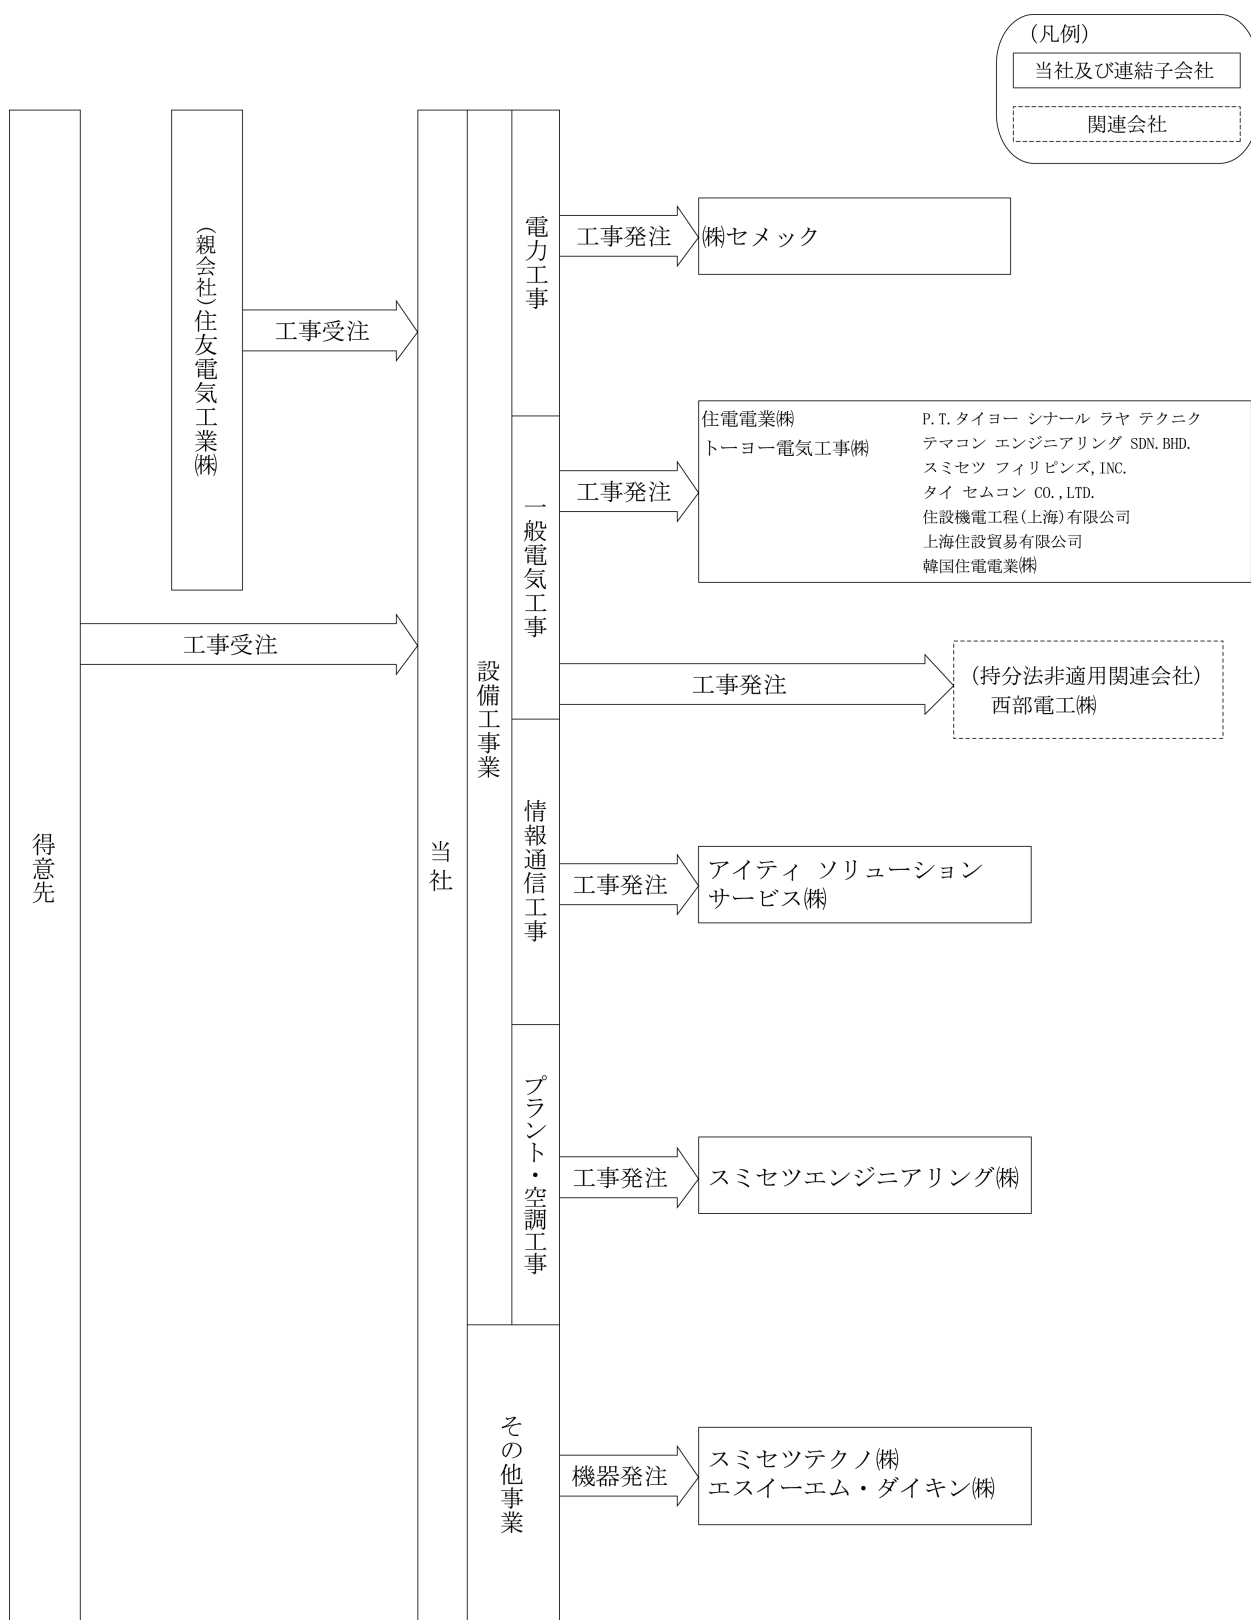 (凡例)
当社及び連結子会社
関連会社
得意先
(親会社)住友電気工業㈱
工事受注
工事受注
当社
設備工事業
電力工事
工事発注
㈱セメック
一般電気工事
工事発注
住電電業㈱
トーヨー電気工事㈱
P.T.タイヨー シナール ラヤ テクニク
テマコン エンジニアリング SDN.BHD.
スミセツ フィリピンズ,INC.
タイ セムコン CO.,LTD.
住設機電工程(上海)有限公司
上海住設貿易有限公司
韓国住電電業㈱
工事発注
(持分法非適用関連会社)
西部電工㈱
情報通信工事
工事発注
アイティ ソリューション
サービス㈱
プラント・空調工事
工事発注
スミセツエンジニアリング㈱
その他事業
機器発注
スミセツテクノ㈱
エスイーエム・ダイキン㈱